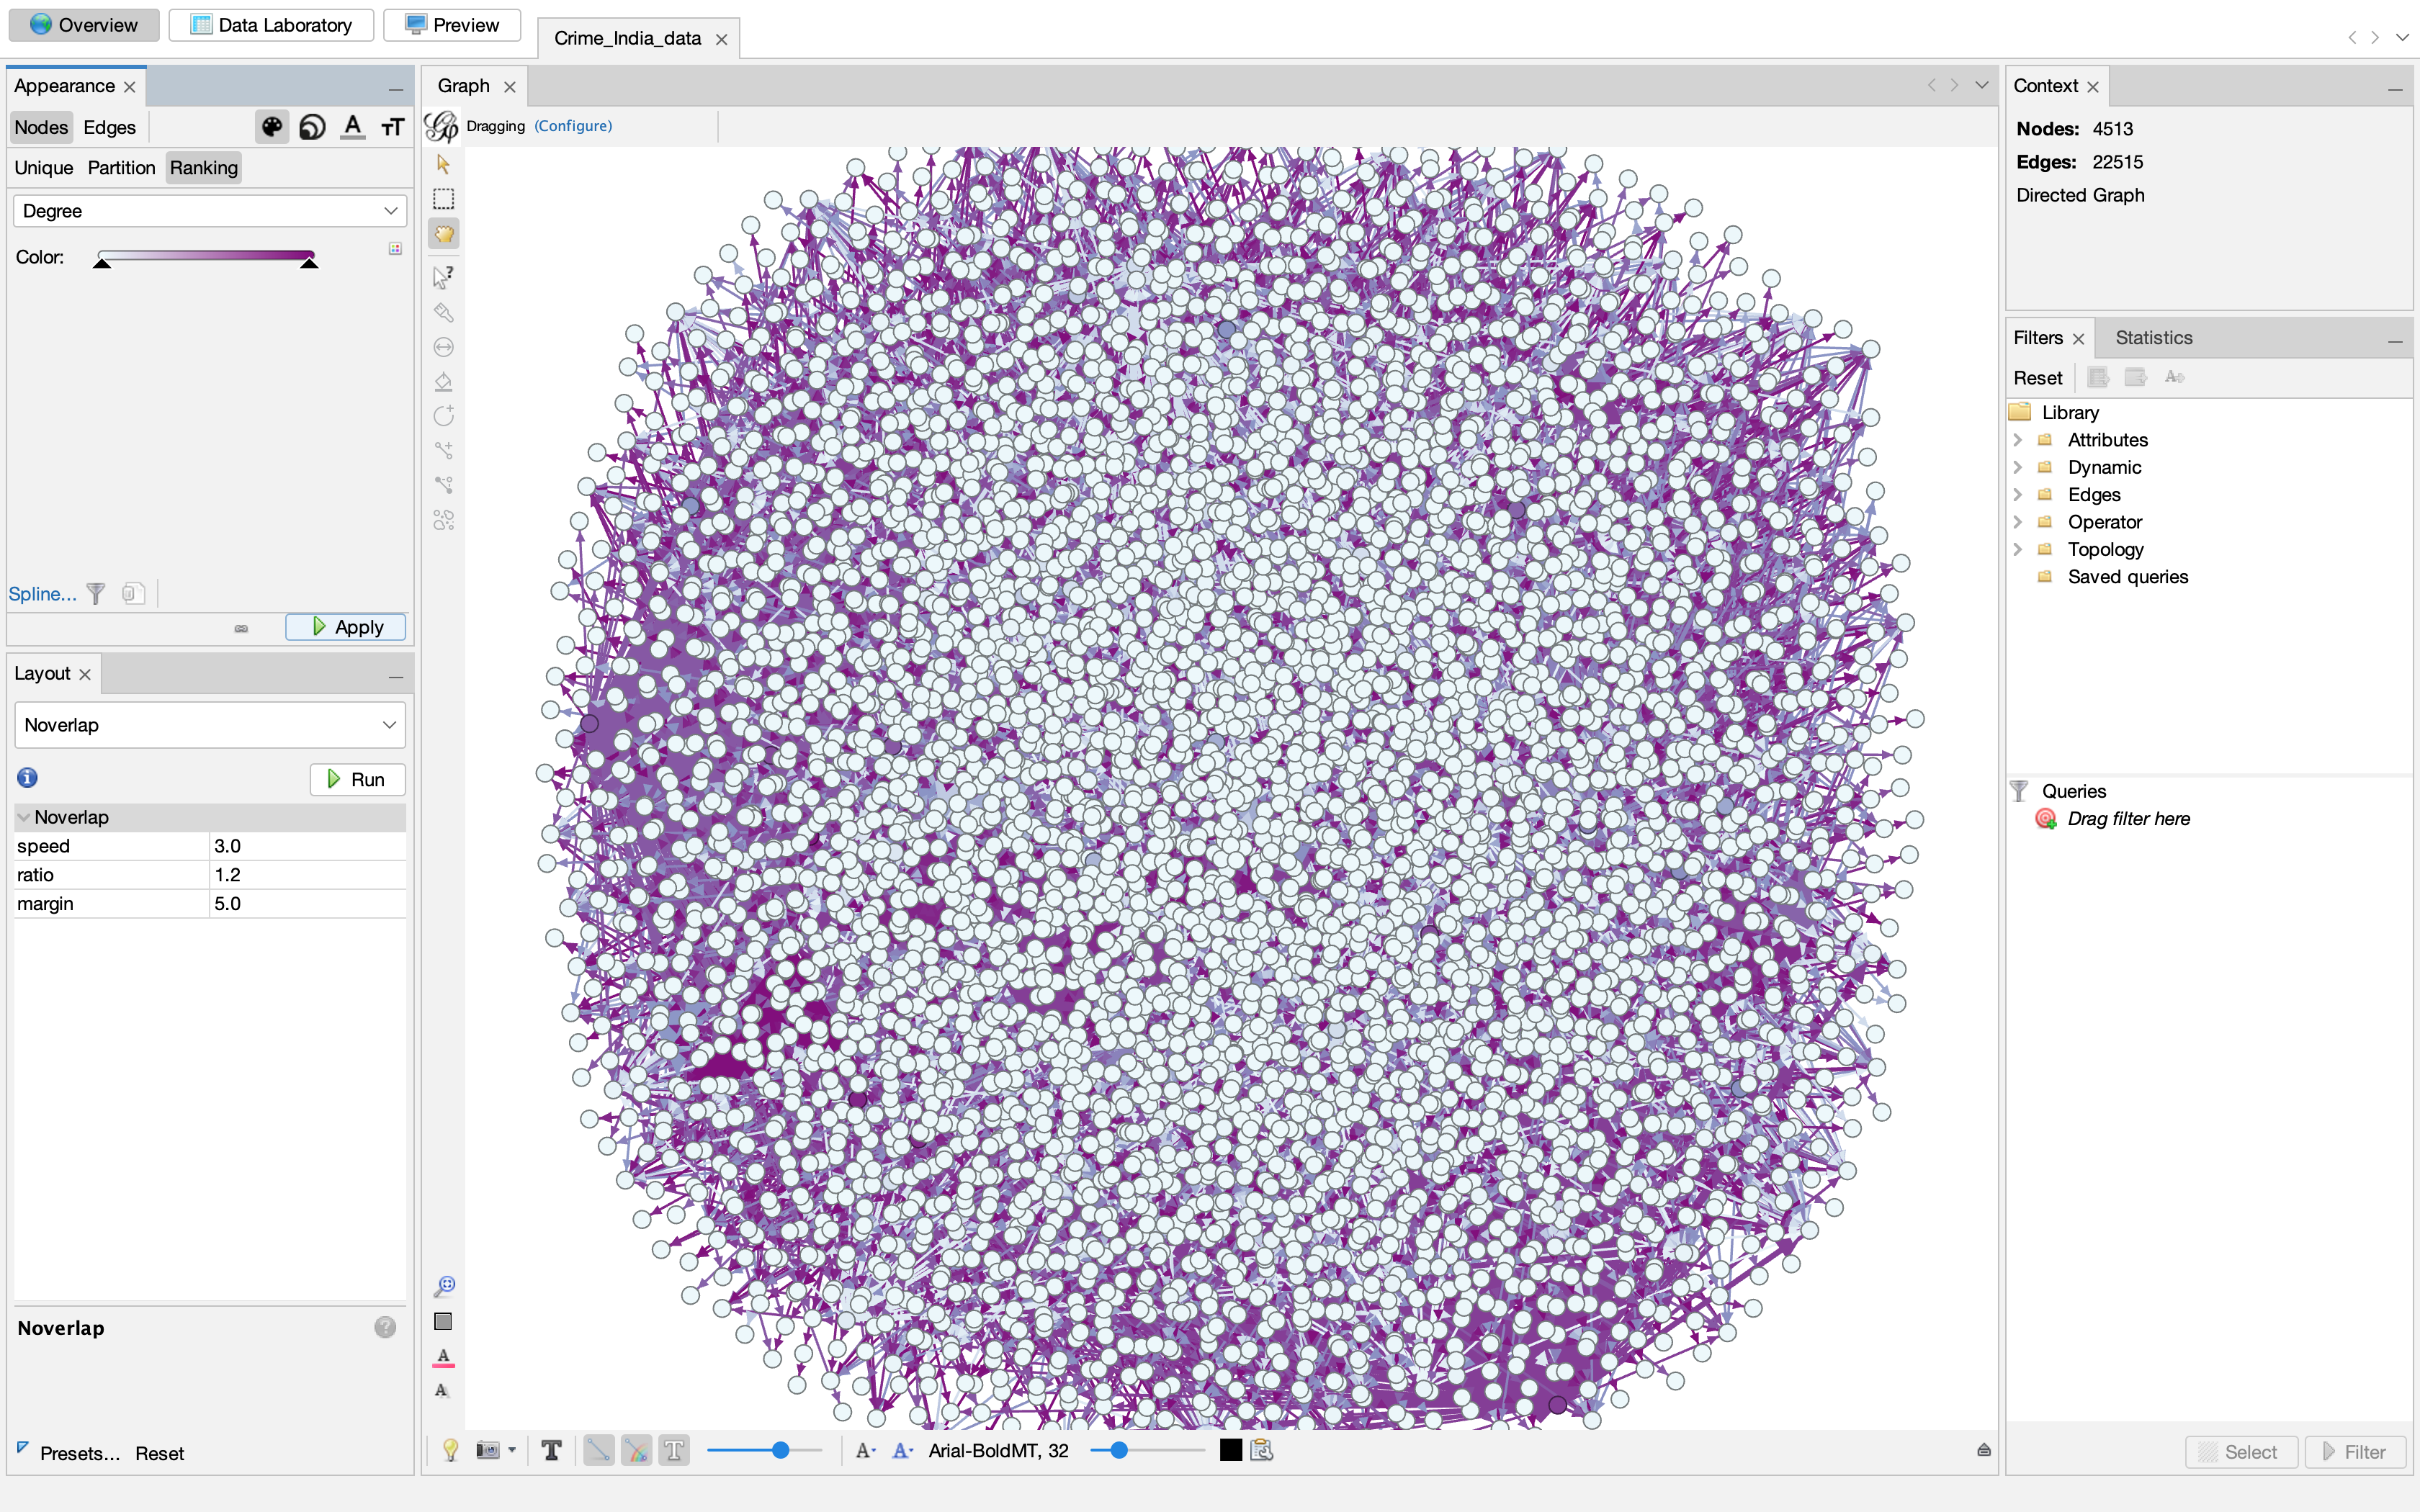 Overview Data Laboratory Preview Crime_India_data
Appearance
Nodes Edges A TT
Unique Partition Ranking
Degree
Color:
Spline...
Apply
Layout
Noverlap
Run
Noverlap
speed 3.0
ratio 1.2
margin 5.0
Noverlap
?
Presets... Reset
Graph
Dragging (Configure)
?
A
A
T T A A Arial-BoldMT, 32
Context
Nodes: 4513
Edges: 22515
Directed Graph
Filters Statistics
Reset A
Library
Attributes
Dynamic
Edges
Operator
Topology
Saved queries
Queries
Drag filter here
Select Filter